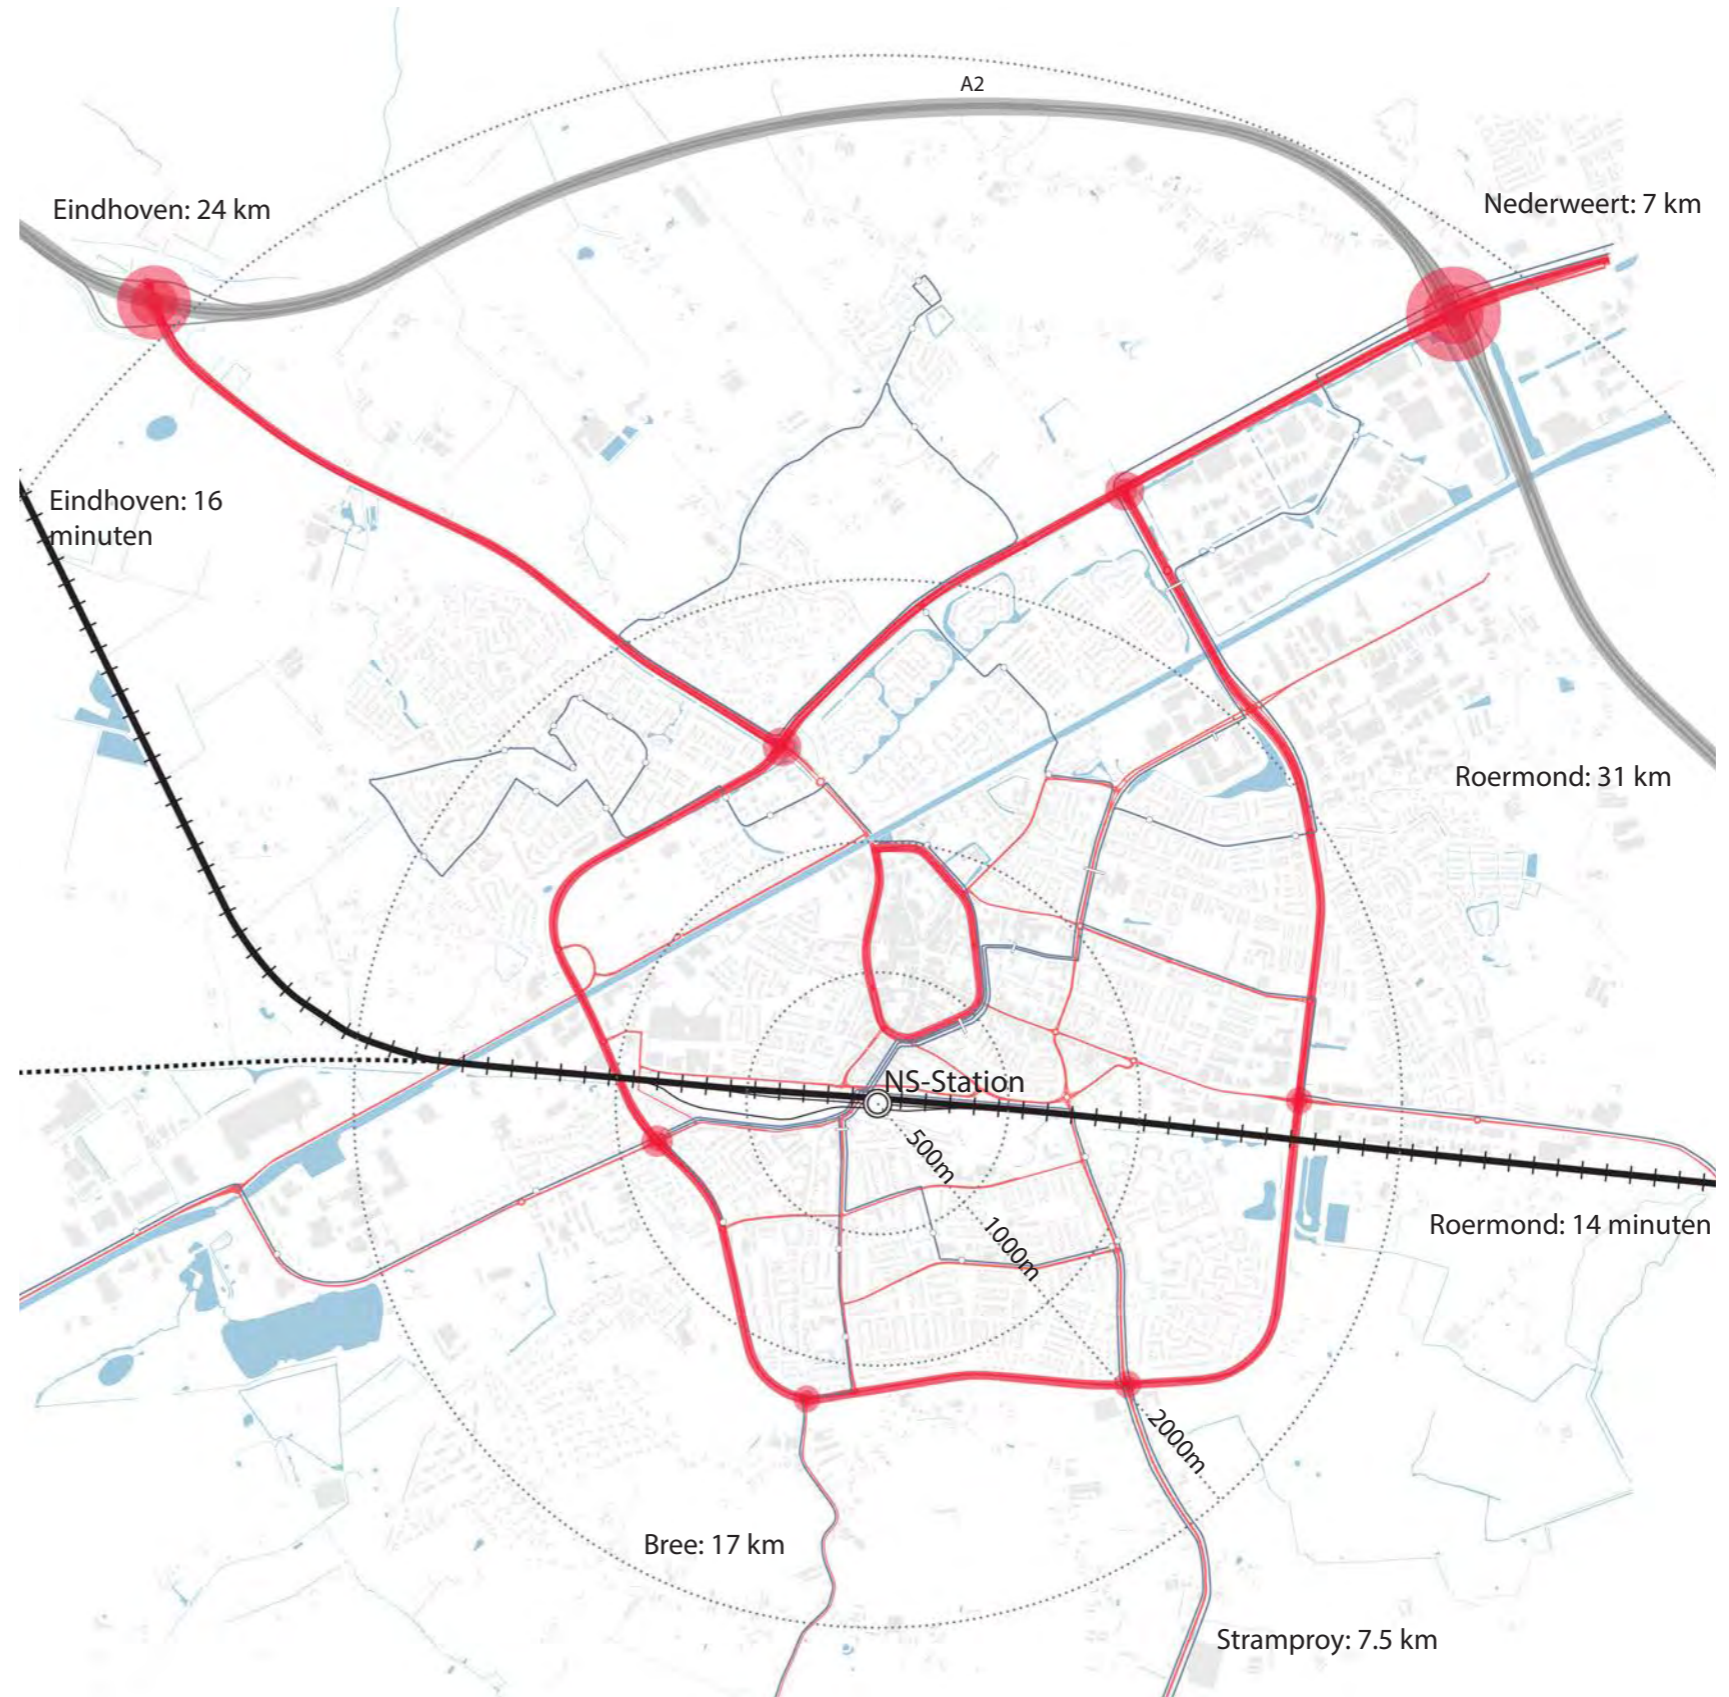 A2
Eindhoven: 24 km
Nederweert: 7 km
Eindhoven: 16
minuten
Roermond: 31 km
NS-Station
500m
1000m
Roermond: 14 minuten
2000m
Bree: 17 km
Stramproy: 7.5 km